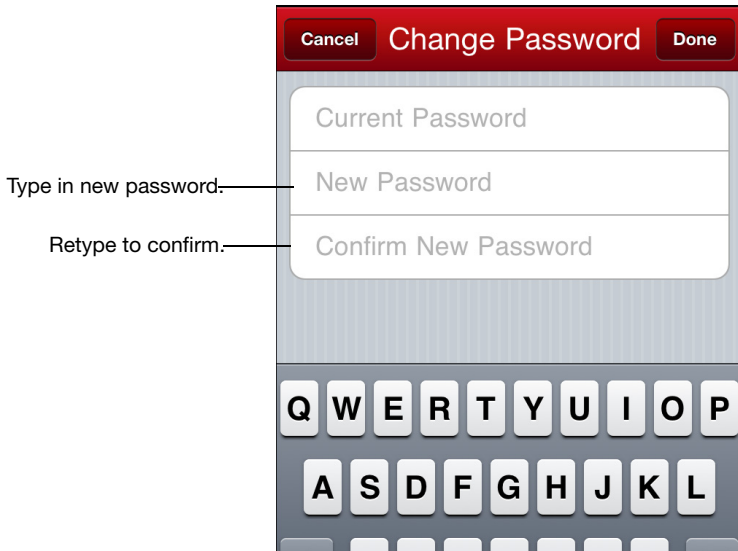 Cancel Change Password Done
Current Password
Type in new password. New Password
Retype to confirm. Confirm New Password
Q W E R T Y U I O P
A S D F G H J K L